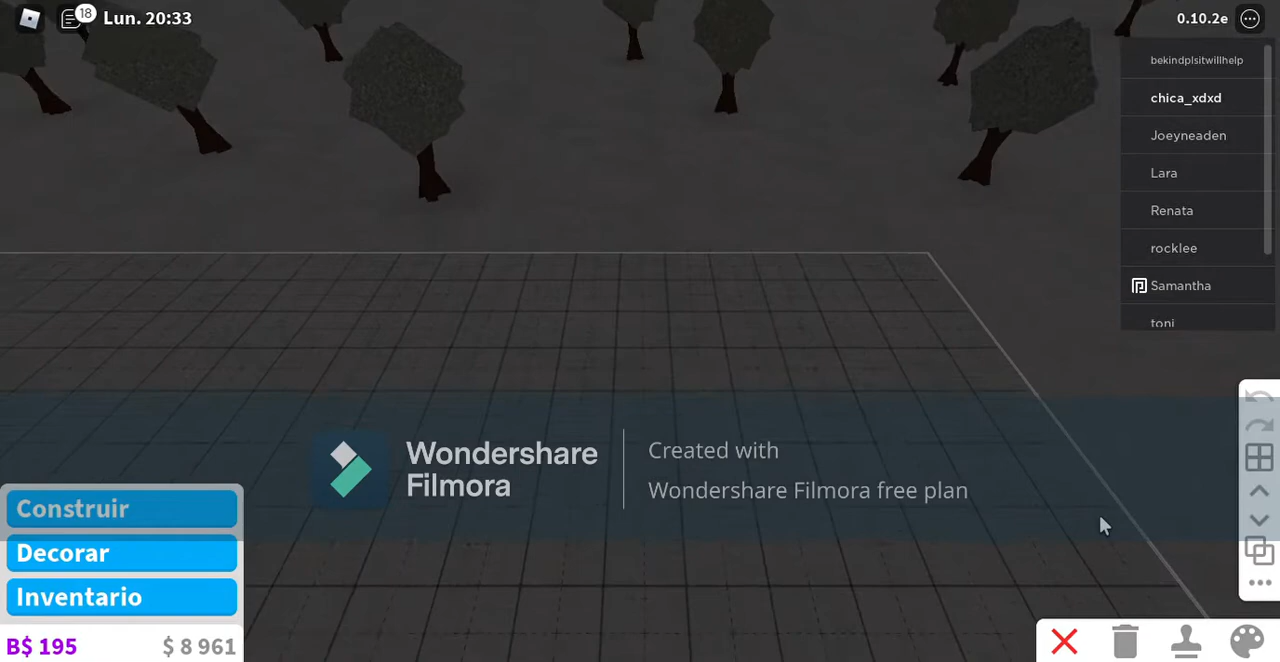 18
Lun. 20:33
0.10.2e
bekindplsitwillhelp
chica_xdxd
Joeyneaden
Lara
Renata
rocklee
Samantha
toni
Wondershare
Filmora
Created with
Wondershare Filmora free plan
Construir
Decorar
Inventario
B$ 195
$ 8 961